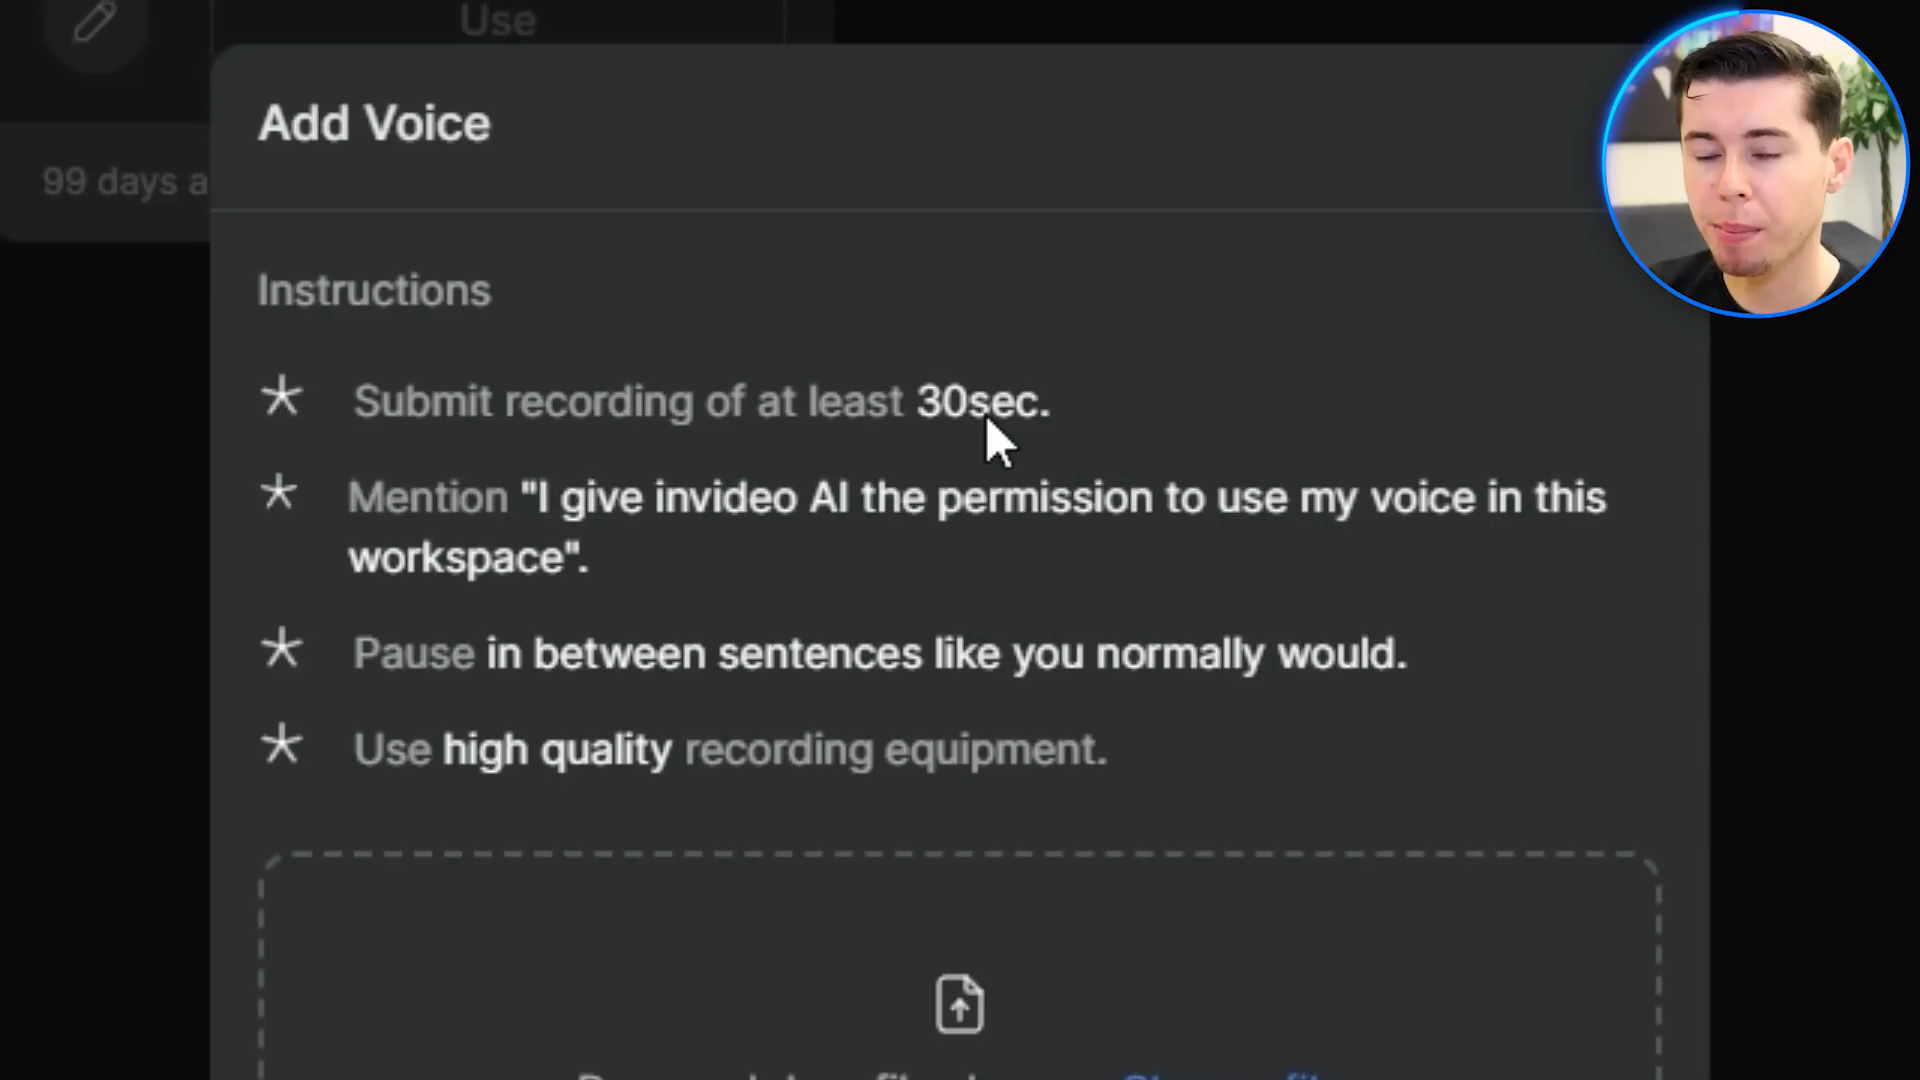 Use
Add Voice
99 days a
Instructions
Submit recording of at least 30sec.
Mention "I give invideo AI the permission to use my voice in this
workspace".
Pause in between sentences like you normally would.
Use high quality recording equipment.